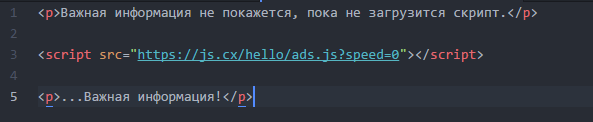 1 <p>Важная информация не покажется, пока не загрузится скрипт.</p>
2
3 <script src="https://js.cx/hello/ads.js?speed=0"></script>
4
5 <p>...Важная информация!</p>